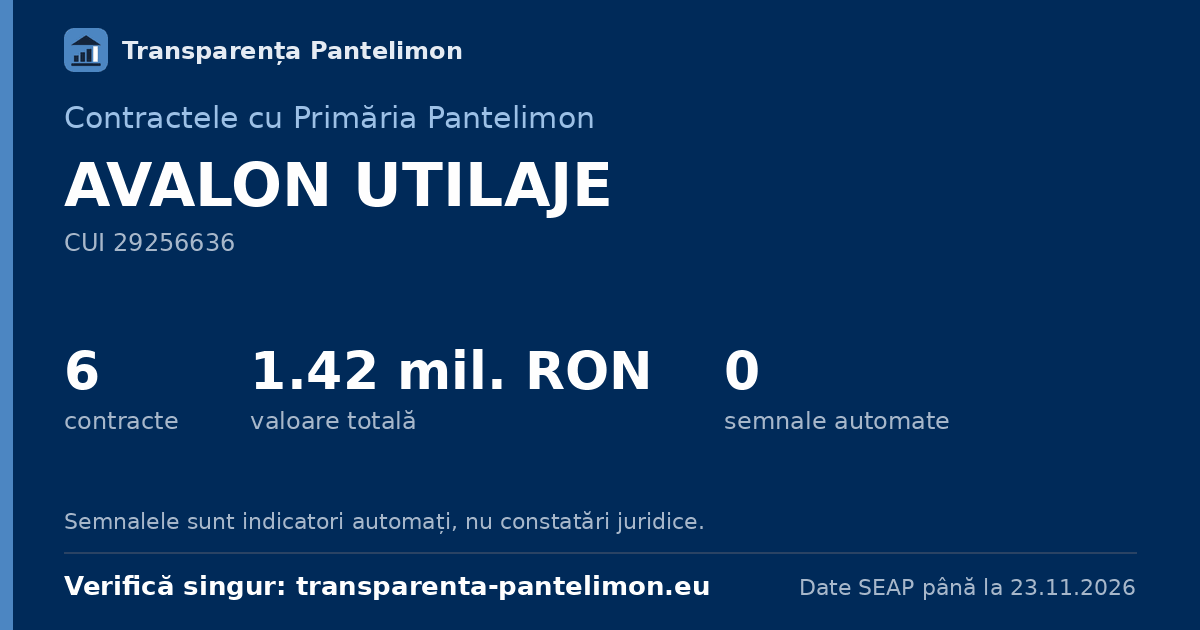 Transparența Pantelimon
Contractele cu Primăria Pantelimon
AVALON UTILAJE
CUI 29256636
6
contracte
1.42 mil. RON
valoare totală
0
semnale automate
Semnalele sunt indicatori automați, nu constatări juridice.
Verifică singur: transparenta-pantelimon.eu
Date SEAP până la 23.11.2026